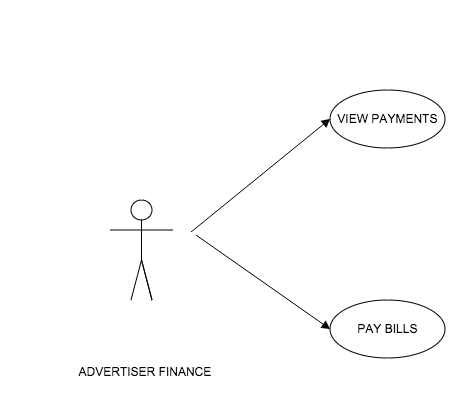 VIEW PAYMENTS
PAY BILLS
ADVERTISER FINANCE